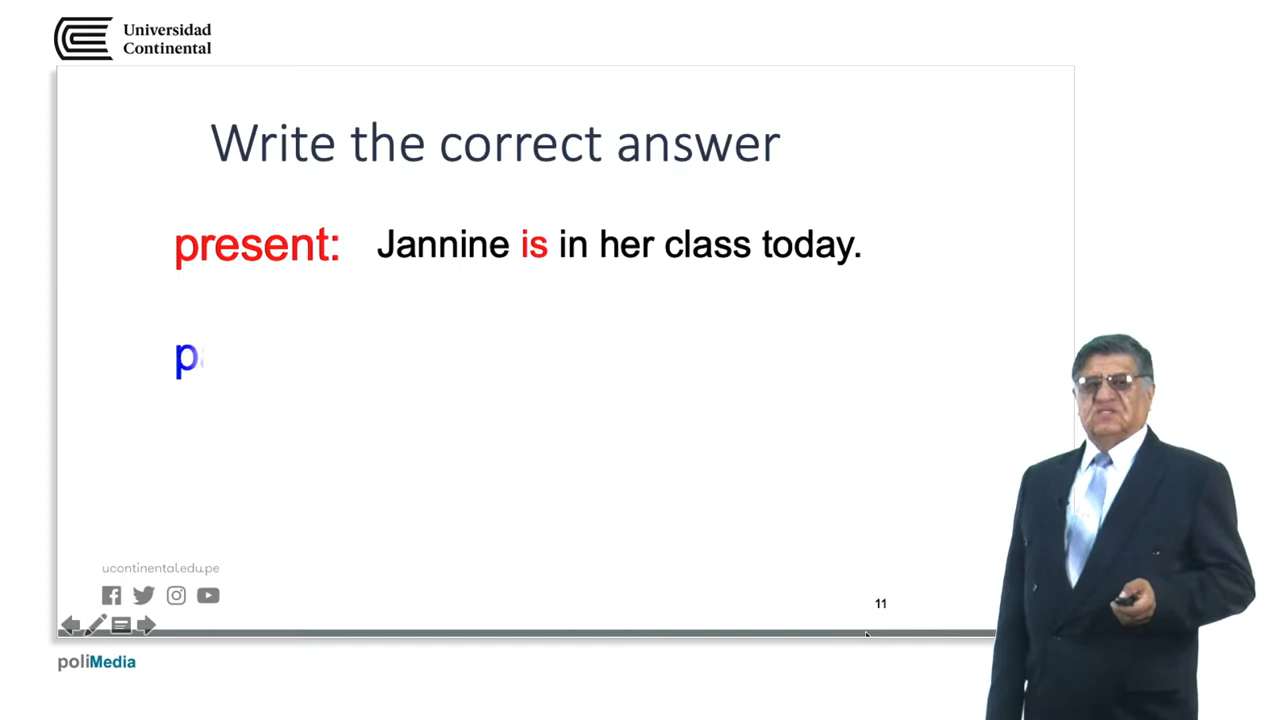 Universidad
Continental
Write the correct answer
present: Jannine is in her class today.
p
ucontinental.edu.pe
11
poliMedia